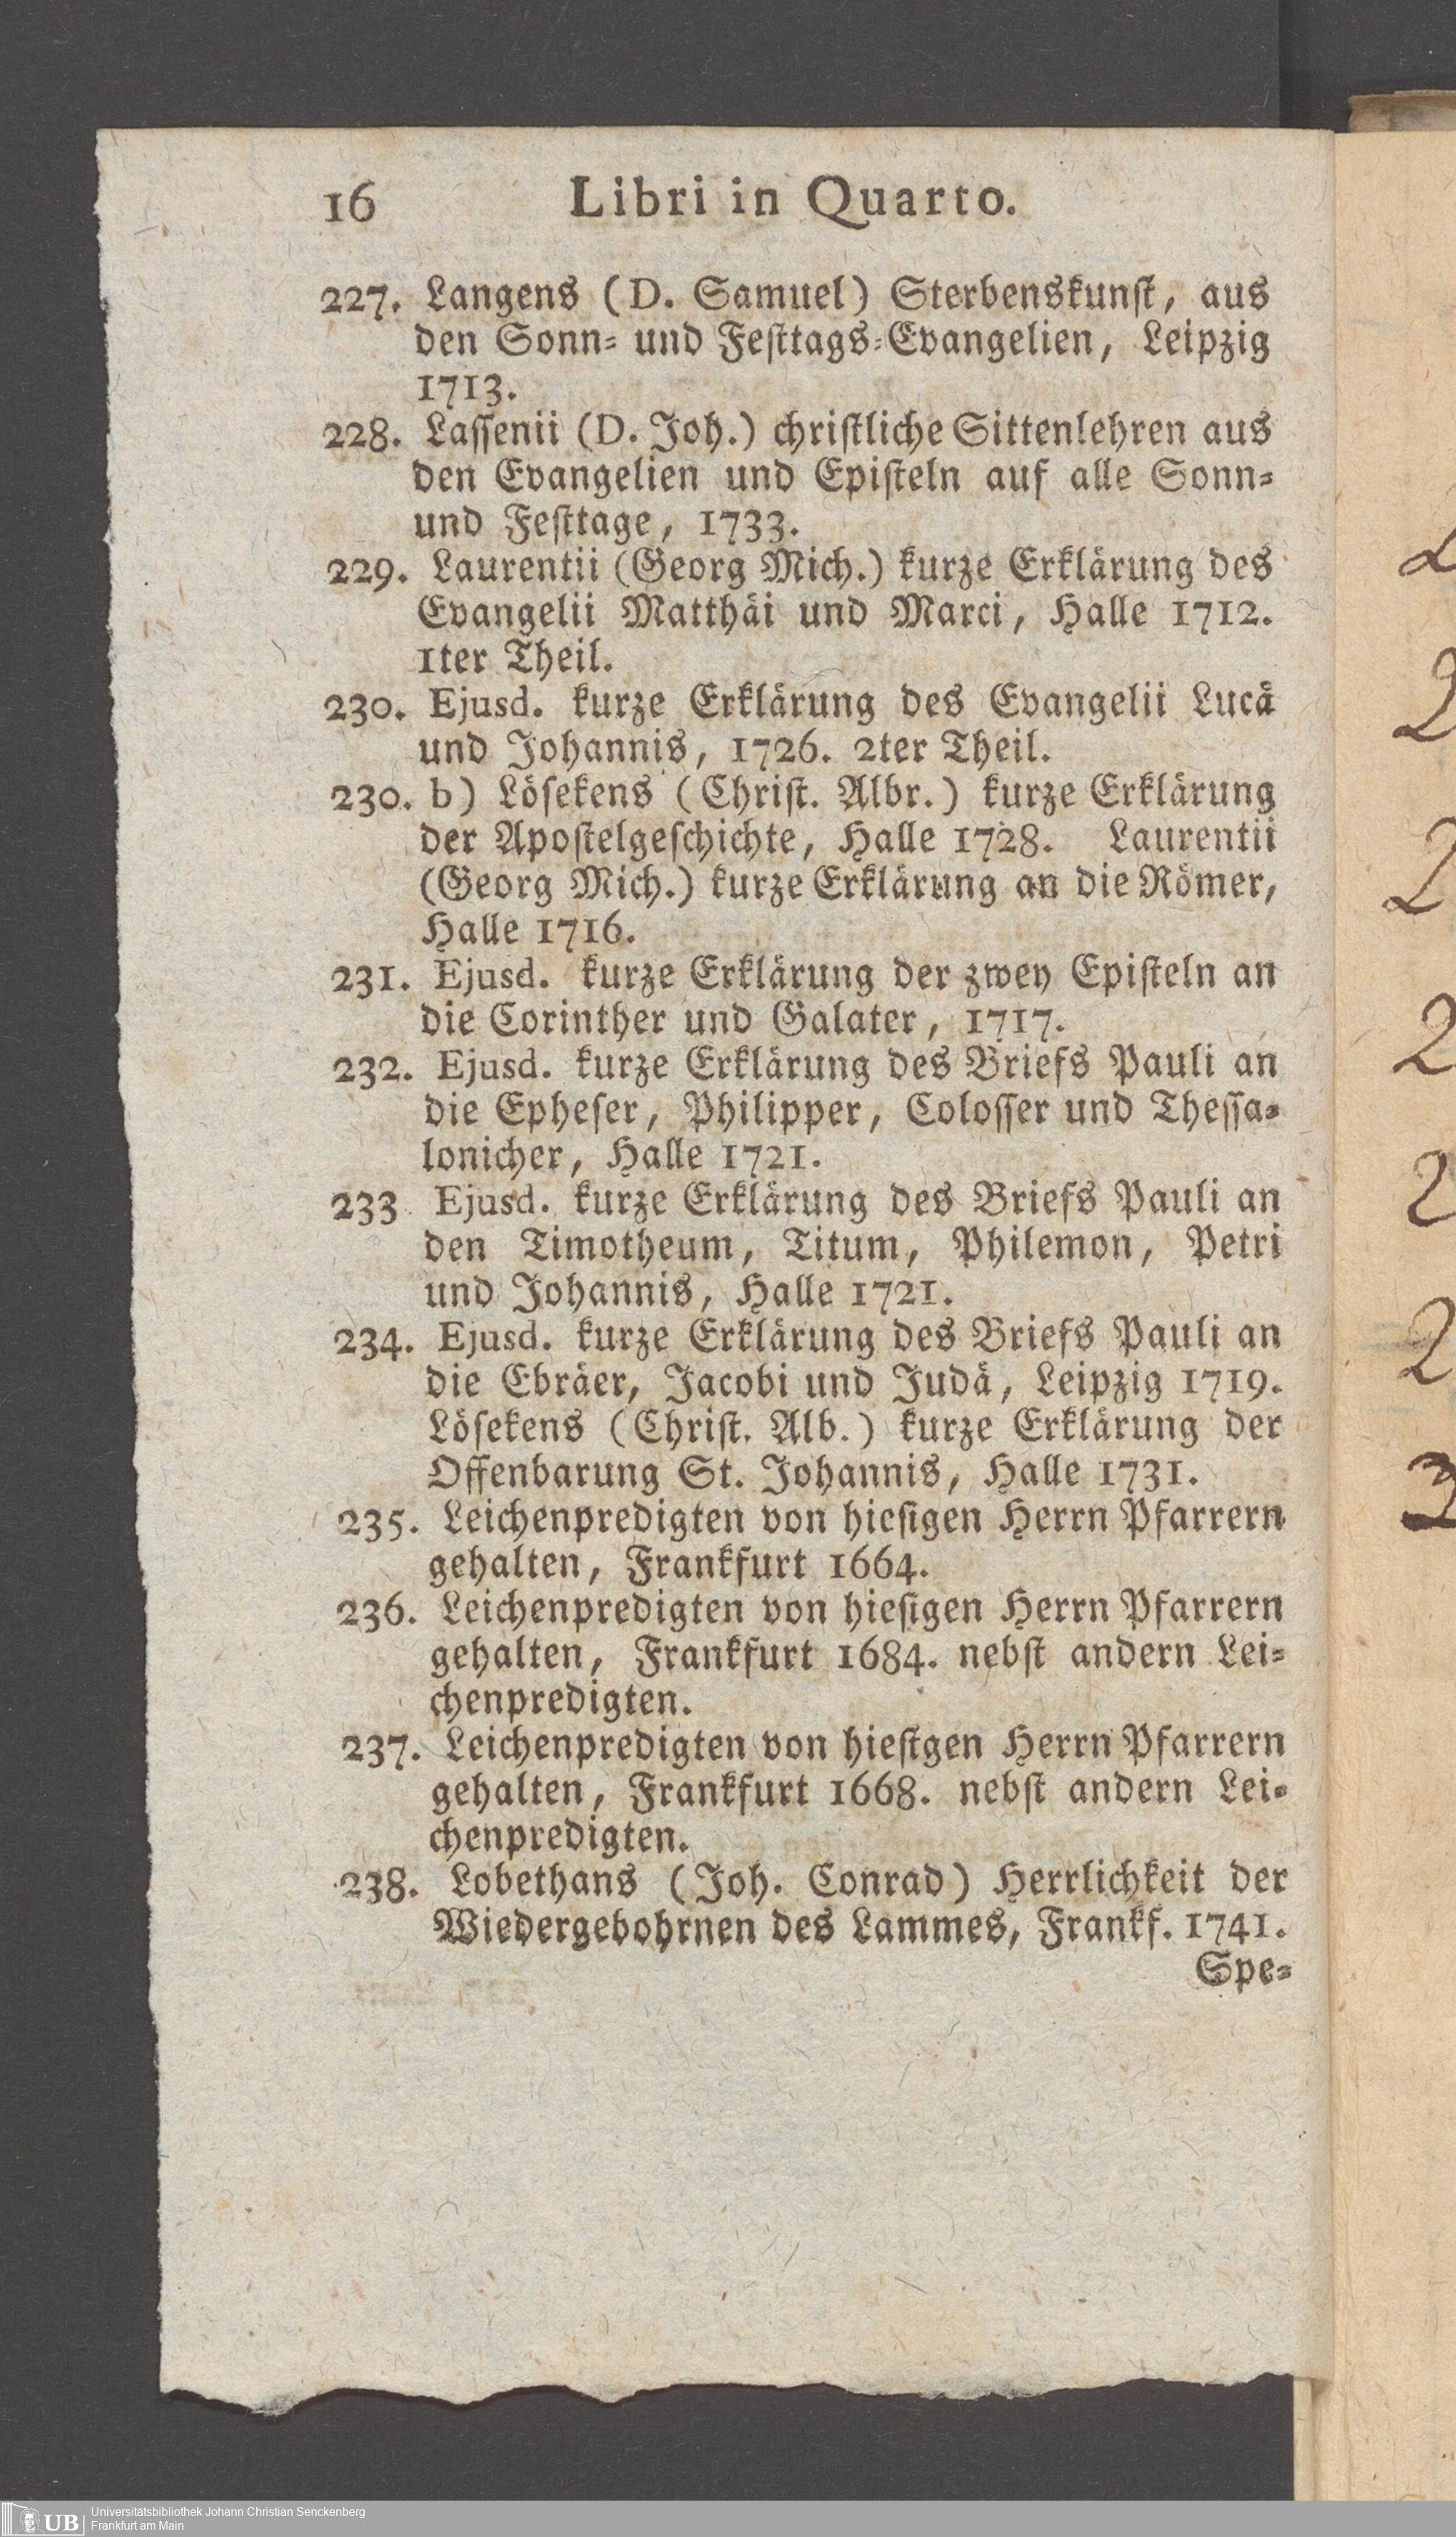 16 Libri in Quarto.
227. Langens (D. Samuel) Sterbenskunst, aus
den Sonn- und Festtags-Evangelien, Leipzig
1713.
228. Lassenii (D. Joh.) christliche Sittenlehren aus
den Evangelien und Episteln auf alle Sonn-
und Festtage, 1733.
229. Laurentii (Georg Mich.) kurze Erklärung des
Evangelii Matthäi und Marci, Halle 1712.
1ter Theil.
230. Ejusd. kurze Erklärung des Evangelii Lucä
und Johannis, 1726. 2ter Theil.
230. b) Lösekens (Christ. Albr.) kurze Erklärung
der Apostelgeschichte, Halle 1728. Laurentii
(Georg Mich.) kurze Erklärung an die Römer,
Halle 1716.
231. Ejusd. kurze Erklärung der zwey Episteln an
die Corinther und Galater, 1717.
232. Ejusd. kurze Erklärung des Briefs Pauli an
die Epheser, Philipper, Colosser und Thessa-
lonicher, Halle 1721.
233 Ejusd. kurze Erklärung des Briefs Pauli an
den Timotheum, Titum, Philemon, Petri
und Johannis, Halle 1721.
234. Ejusd. kurze Erklärung des Briefs Pauli an
die Ebräer, Jacobi und Judä, Leipzig 1719.
Lösekens (Christ. Alb.) kurze Erklärung der
Offenbarung St. Johannis, Halle 1731.
235. Leichenpredigten von hiesigen Herrn Pfarrern
gehalten, Frankfurt 1664.
236. Leichenpredigten von hiesigen Herrn Pfarrern
gehalten, Frankfurt 1684. nebst andern Lei-
chenpredigten.
237. Leichenpredigten von hiesigen Herrn Pfarrern
gehalten, Frankfurt 1668. nebst andern Lei-
chenpredigten.
238. Lobethans (Joh. Conrad) Herrlichkeit der
Wiedergebohrnen des Lammes, Frankf. 1741.
Spe-
UB Universitätsbibliothek Johann Christian Senckenberg
Frankfurt am Main